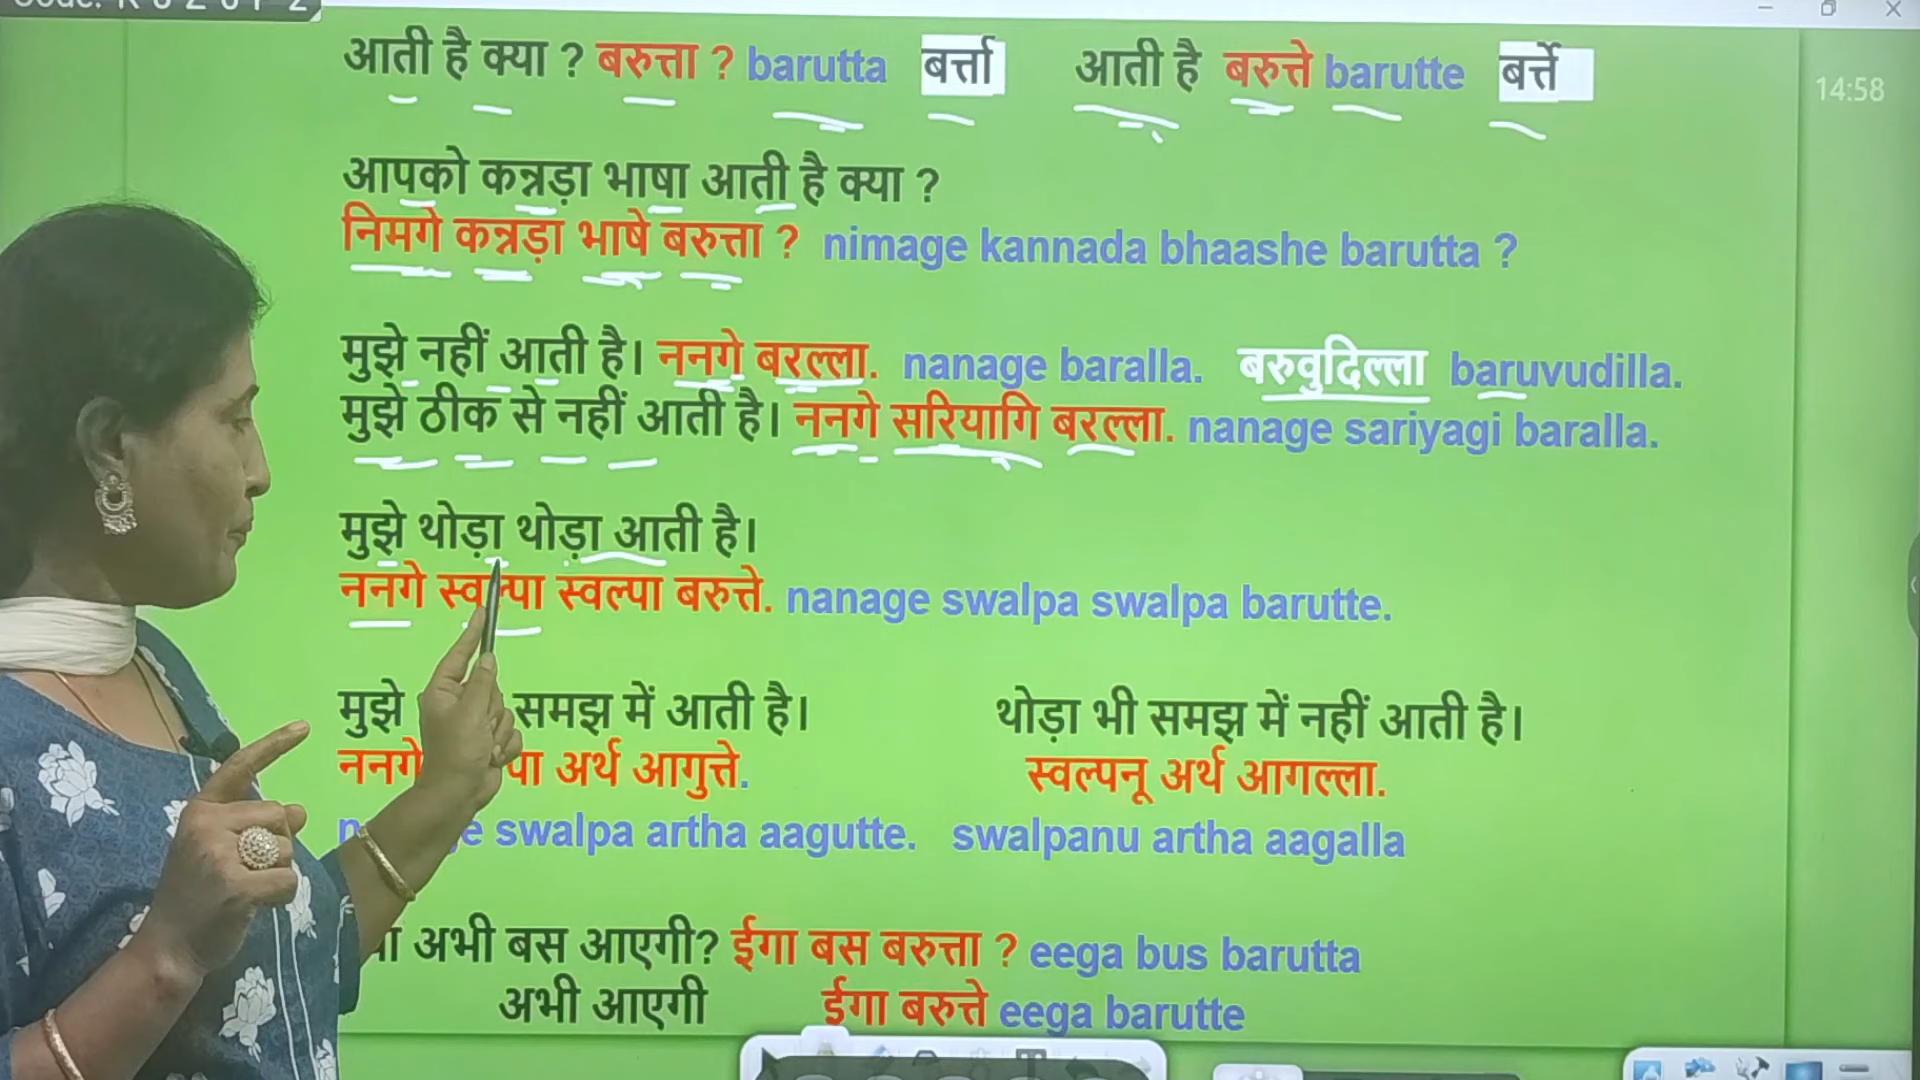 आती है क्या ? बरुत्ता ? barutta बर्त्ता आती है बरुत्ते barutte बर्त्ते
14:58
आपको कन्नड़ा भाषा आती है क्या ?
निमगे कन्नड़ा भाषे बरुत्ता ? nimage kannada bhaashe barutta ?
मुझे नहीं आती है। ननगे बरल्ला. nanage baralla. बरुवुदिल्ला baruvudilla.
मुझे ठीक से नहीं आती है। ननगे सरियागि बरल्ला. nanage sariyagi baralla.
मुझे थोड़ा थोड़ा आती है।
ननगे स्वल्पा स्वल्पा बरुत्ते. nanage swalpa swalpa barutte.
मुझे समझ में आती है। थोड़ा भी समझ में नहीं आती है।
ननगे अर्थ आगुत्ते. स्वल्पनू अर्थ आगल्ला.
swalpa artha aagutte. swalpanu artha aagalla
अभी बस आएगी? ईगा बस बरुत्ता ? eega bus barutta
अभी आएगी ईगा बरुत्ते eega barutte